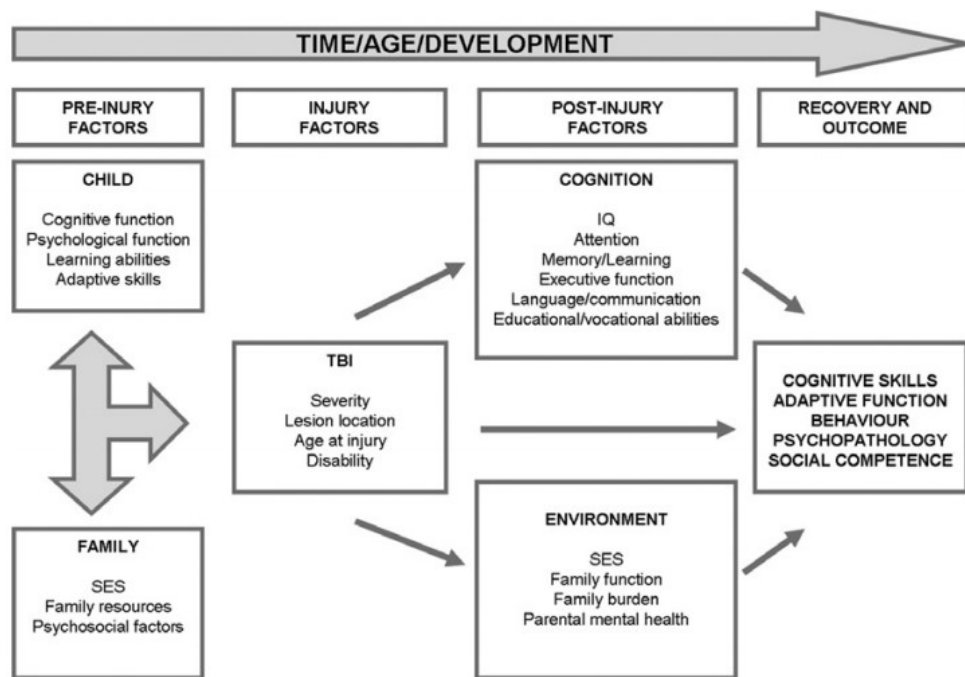 TIME/AGE/DEVELOPMENT
PRE-INURY
FACTORS
INJURY
FACTORS
POST-INJURY
FACTORS
RECOVERY AND
OUTCOME
CHILD
Cognitive function
Psychological function
Learning abilities
Adaptive skills
FAMILY
SES
Family resources
Psychosocial factors
TBI
Severity
Lesion location
Age at injury
Disability
COGNITION
IQ
Attention
Memory/Learning
Executive function
Language/communication
Educational/vocational abilities
ENVIRONMENT
SES
Family function
Family burden
Parental mental health
COGNITIVE SKILLS
ADAPTIVE FUNCTION
BEHAVIOUR
PSYCHOPATHOLOGY
SOCIAL COMPETENCE